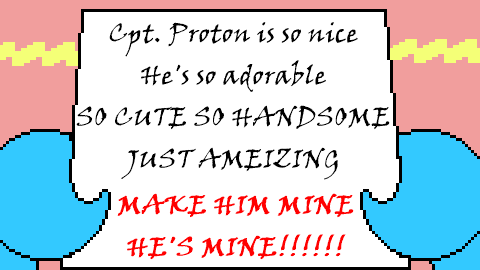 Cpt. Proton is so nice
He's so adorable
SO CUTE SO HANDSOME
JUST AMEIZING
MAKE HIM MINE
HE'S MINE!!!!!!